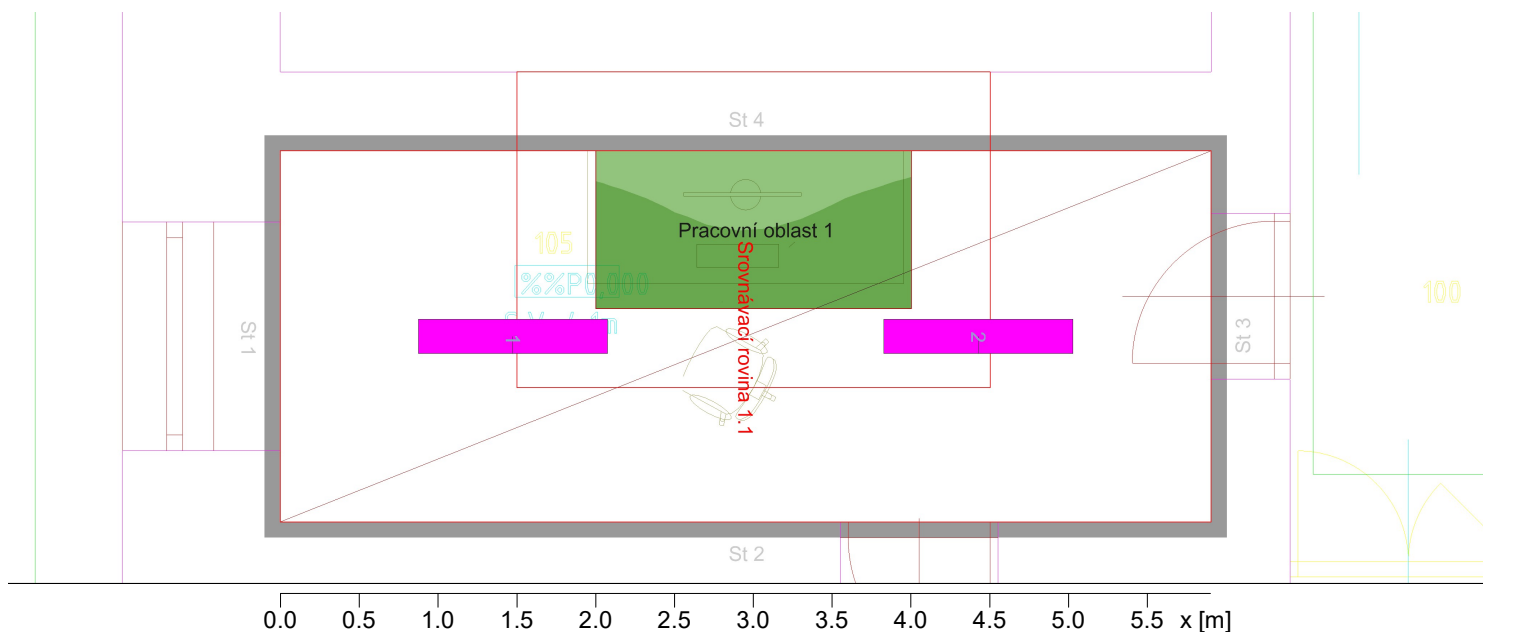 St 4
Pracovní oblast 1
105
%%P0,000
Srovnávací rovina 1.1
100
St 1
1
2
St 3
St 2
0.0 0.5 1.0 1.5 2.0 2.5 3.0 3.5 4.0 4.5 5.0 5.5 x [m]